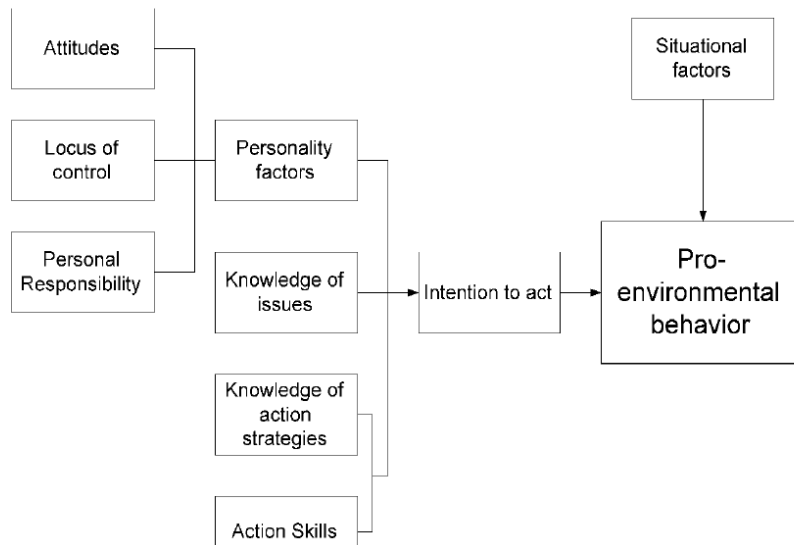 Attitudes
Locus of
control
Personal
Responsibility
Personality
factors
Knowledge of
issues
Knowledge of
action
strategies
Action Skills
Intention to act
Situational
factors
Pro-
environmental
behavior